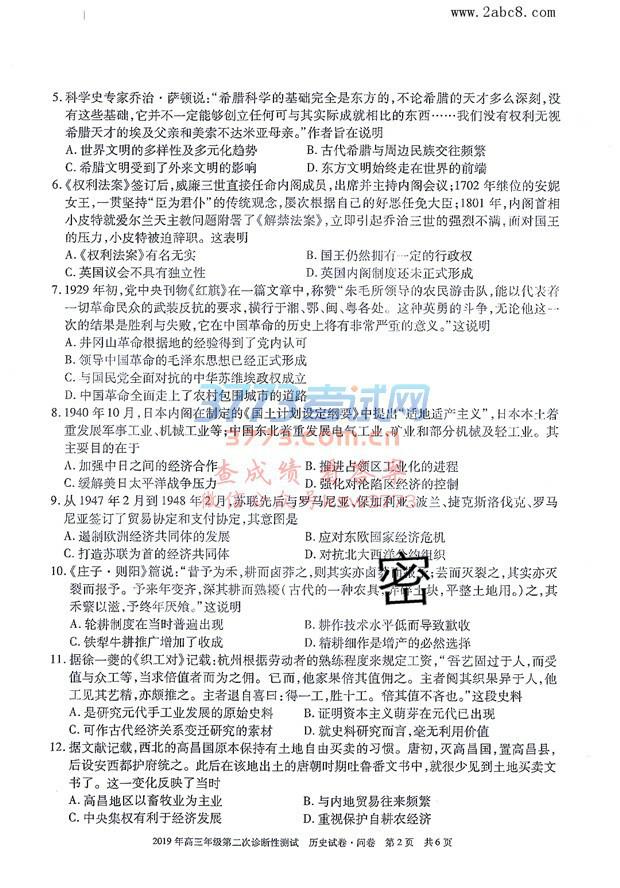 www.2abc8.com
5. 科学史专家乔治·萨顿说:“希腊科学的基础完全是东方的,不论希腊的天才多么深刻,没
有这些基础,它并不一定能够创立任何可与其实际成就相比的东西……我们没有权利无视
希腊天才的埃及父亲和美索不达米亚母亲。”作者旨在说明
A. 世界文明的多样性及多元化趋势 B. 古代希腊与周边民族交往频繁
C. 希腊文明受到了外来文明的影响 D. 东方文明始终走在世界的前端
6.《权利法案》签订后,威廉三世直接任命内阁成员,出席并主持内阁会议;1702 年继位的安妮
女王,一贯坚持“臣为君仆”的传统观念,屡次根据自己的好恶任免大臣;1801 年,内阁首相
小皮特就爱尔兰天主教问题附署了《解禁法案》,立即引起乔治三世的强烈不满,面对国王
的压力,小皮特被迫辞职。这表明
A.《权利法案》有名无实 B. 国王仍然拥有一定的行政权
C. 英国议会不具有独立性 D. 英国内阁制度还未正式形成
7. 1929 年初,党中央刊物《红旗》在一篇文章中,称赞“朱毛所领导的农民游击队,能以代表着
一切革命民众的武装反抗的要求,横行于湘、鄂、闽、粤各处。这种英勇的斗争,无论他这一
次的结果是胜利与失败,它在中国革命的历史上将有非常严重的意义。”这说明
A. 井冈山革命根据地的经验得到了党内认可
B. 领导中国革命的毛泽东思想已经正式形成
C. 与国民党全面对抗的中华苏维埃政权成立
D. 中国革命全面走上了农村包围城市的道路
3773考试网
8. 1940 年 10 月,日本内阁在制定的《国土计划设定纲要》中提出“适地适产主义”,日本本土着
重发展军事工业、机械工业等;中国东北着重发展电气工业、矿业和部分机械及轻工业。其
主要目的在于
3773.com.cn
A. 加强中日之间的经济合作 B. 推进占领区工业化的进程
C. 缓解美日太平洋战争压力 D. 强化对沦陷区经济的控制
查成绩 看答案
9. 从 1947 年 2 月到 1948 年 2 月,苏联先后与罗马尼亚、保加利亚、波兰、捷克斯洛伐克、罗马
尼亚签订了贸易协定和支付协定,其意图是
A. 遏制欧洲经济共同体的发展 B. 应对东欧国家经济危机
C. 打造苏联为首的经济共同体 D. 对抗北大西洋公约组织
密
10.《庄子·则阳》篇说:“昔予为禾,耕而卤莽之,则其实亦卤莽而报予;芸而灭裂之,其实亦灭
裂而报予。予来年变齐,深其耕而熟耰(古代的一种农具,弄碎土块,平整土地用。)之,其
禾蘩以滋,予终年厌飧。”这说明
A. 轮耕制度在当时普遍出现 B. 耕作技术水平低而导致歉收
C. 铁犁牛耕推广增加了收成 D. 精耕细作是增产的必然选择
11. 据徐一夔的《织工对》记载:杭州根据劳动者的熟练程度来规定工资,“吾艺固过于人,而受
值与众工等,当求倍值者而为之佣。已而,他家果倍其值佣之。主者阅其织果异于人,他
工见其艺精,亦颇推之。主者退自喜曰:得一工,胜十工。倍其值不吝也。”这段史料
A. 是研究元代手工业发展的原始史料 B. 证明资本主义萌芽在元代已出现
C. 可作古代经济关系变迁研究的素材 D. 就史料研究而言,毫无利用价值
12. 据文献记载,西北的高昌国原本保持有土地自由买卖的习惯。唐初,灭高昌国,置高昌县,
后设安西都护府统之。此后在该地出土的唐朝时期吐鲁番文书中,就很少见到土地买卖文
书了。这一变化反映了当时
A. 高昌地区以畜牧业为主 B. 与内地贸易往来频繁
C. 中央集权有利于经济发展 D. 政府重视自耕农经济
2019 年高三年级第二次诊断性测试 历史试卷·问卷 第 2 页 共 6 页